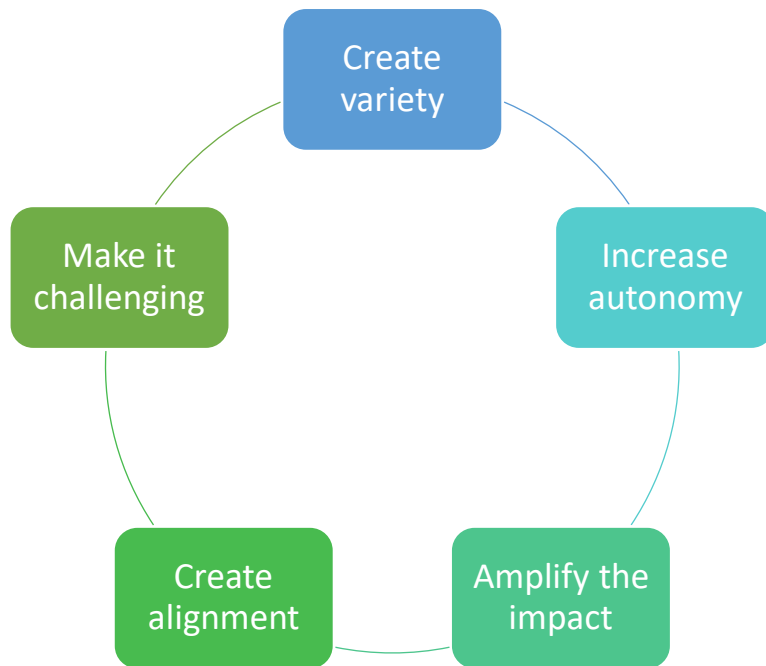 Create
variety
Increase
autonomy
Amplify the
impact
Create
alignment
Make it
challenging